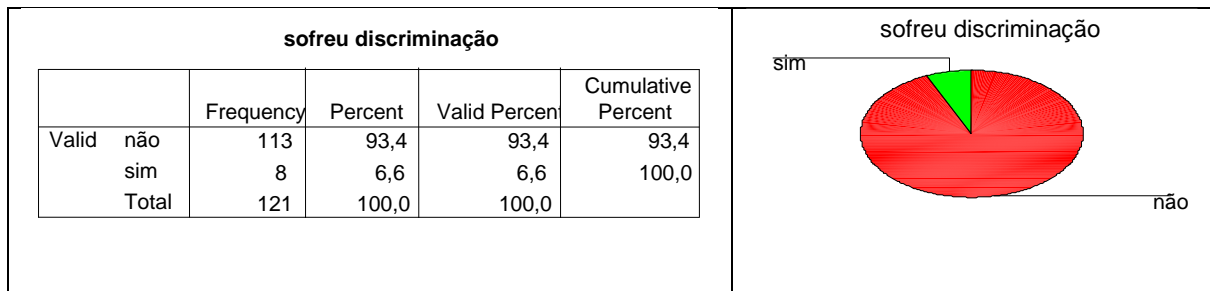 sofreu discriminação
Frequency Percent Valid Percent Cumulative Percent
Valid não 113 93,4 93,4 93,4
sim 8 6,6 6,6 100,0
Total 121 100,0 100,0
sofreu discriminação
sim
não